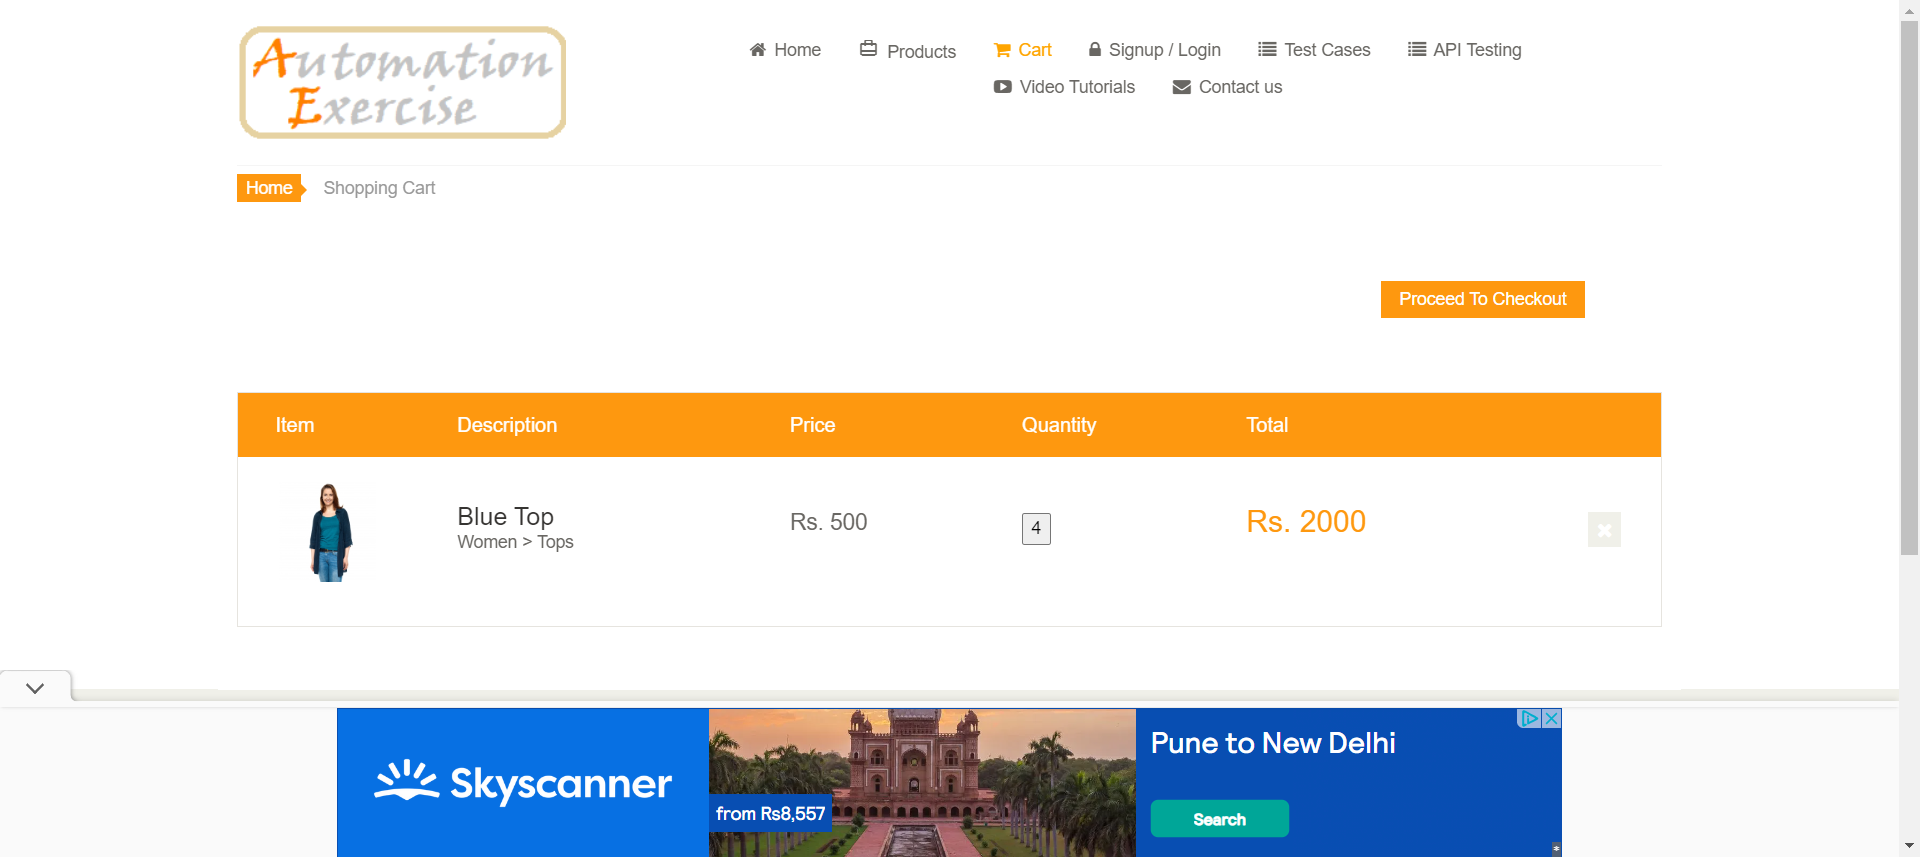 Automation
Exercise
Home
Products
Cart
Signup / Login
Test Cases
API Testing
Video Tutorials
Contact us
Home
Shopping Cart
Proceed To Checkout
Item
Description
Price
Quantity
Total
Blue Top
Women > Tops
Rs. 500
4
Rs. 2000
Skyscanner
from Rs8,557
Pune to New Delhi
Search